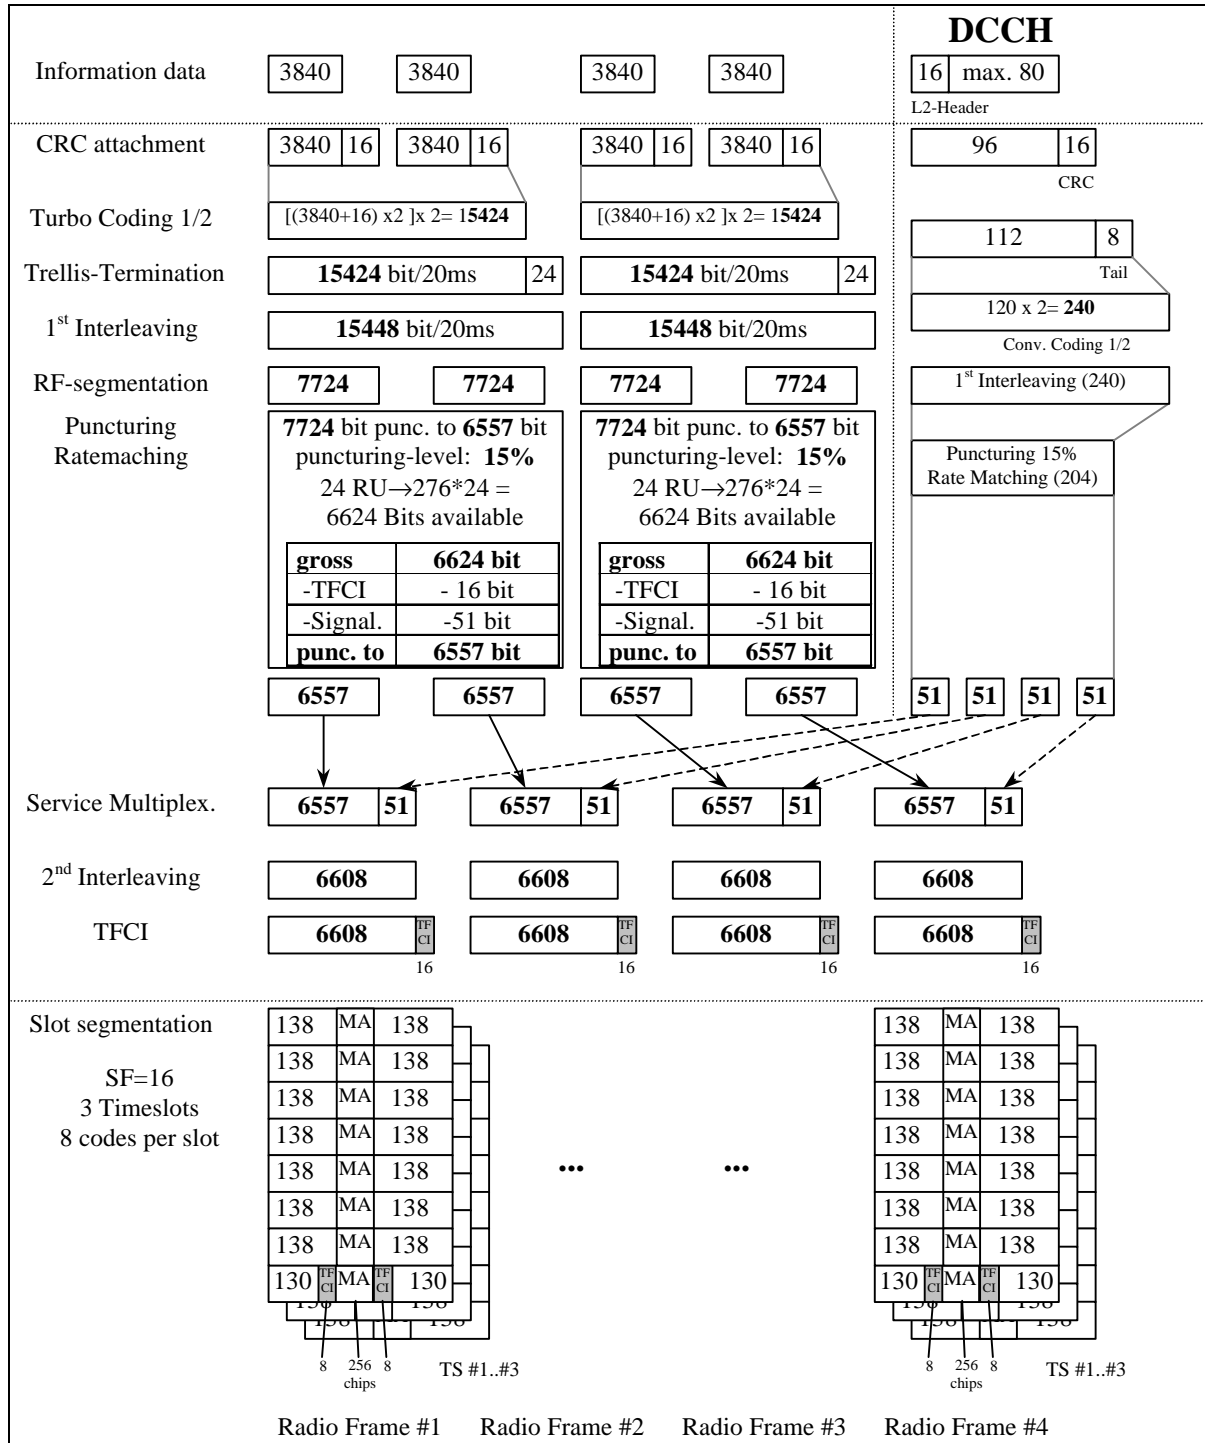 DCCH
Information data 3840 3840 3840 3840 16 max. 80
L2-Header
CRC attachment 3840 16 3840 16 3840 16 3840 16 96 16
CRC
Turbo Coding 1/2 [(3840+16) x2 ]x 2= 15424 [(3840+16) x2 ]x 2= 15424
112 8
Tail
Trellis-Termination 15424 bit/20ms 24 15424 bit/20ms 24
120 x 2= 240
Conv. Coding 1/2
1st Interleaving 15448 bit/20ms 15448 bit/20ms
RF-segmentation 7724 7724 7724 7724 1st Interleaving (240)
Puncturing
Ratemaching
7724 bit punc. to 6557 bit
puncturing-level: 15%
24 RU→276*24 =
6624 Bits available
gross 6624 bit
-TFCI - 16 bit
-Signal. -51 bit
punc. to 6557 bit
7724 bit punc. to 6557 bit
puncturing-level: 15%
24 RU→276*24 =
6624 Bits available
gross 6624 bit
-TFCI - 16 bit
-Signal. -51 bit
punc. to 6557 bit
Puncturing 15%
Rate Matching (204)
6557 6557 6557 6557 51 51 51 51
Service Multiplex. 6557 51 6557 51 6557 51 6557 51
2nd Interleaving 6608 6608 6608 6608
TFCI 6608 TF CI 6608 TF CI 6608 TF CI 6608 TF CI
16 16 16 16
Slot segmentation
SF=16
3 Timeslots
8 codes per slot
138 MA 138
138 MA 138
138 MA 138
138 MA 138
138 MA 138
138 MA 138
138 MA 138
130 TF CI MA TF CI 130
8 256 chips 8 TS #1..#3
... ...
138 MA 138
138 MA 138
138 MA 138
138 MA 138
138 MA 138
138 MA 138
138 MA 138
130 TF CI MA TF CI 130
8 256 chips 8 TS #1..#3
Radio Frame #1 Radio Frame #2 Radio Frame #3 Radio Frame #4